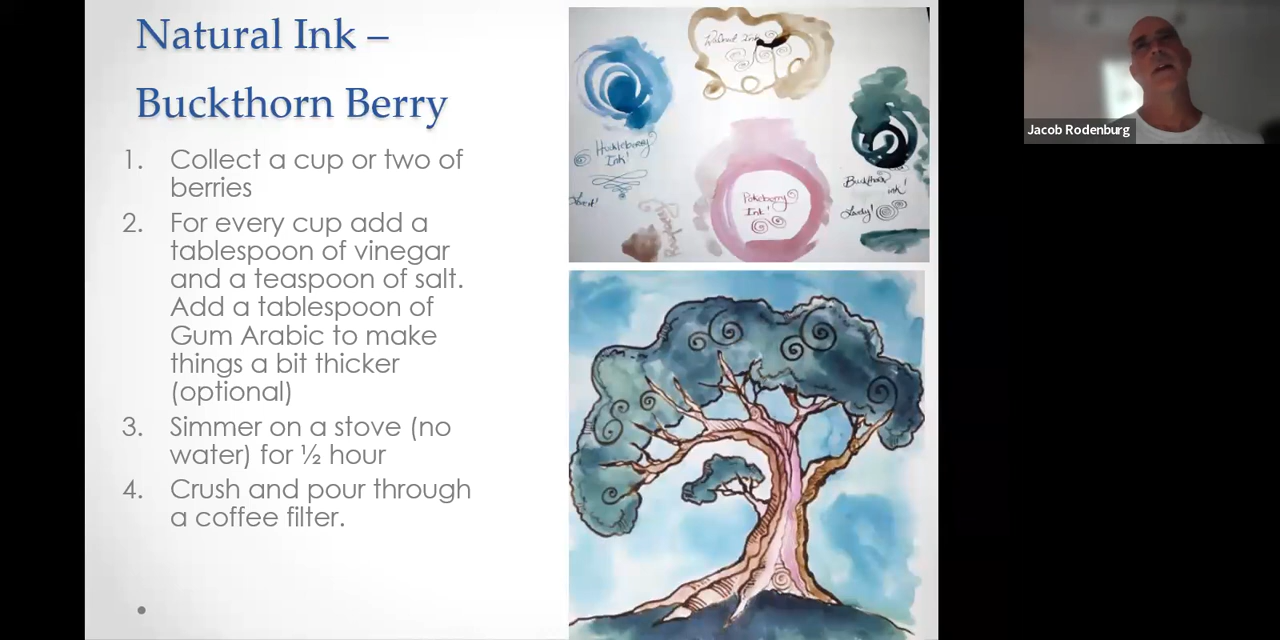 Natural Ink –
Buckthorn Berry
1. Collect a cup or two of
berries
2. For every cup add a
tablespoon of vinegar
and a teaspoon of salt.
Add a tablespoon of
Gum Arabic to make
things a bit thicker
(optional)
3. Simmer on a stove (no
water) for ½ hour
4. Crush and pour through
a coffee filter.
Walnut Ink
Huckleberry
Ink!
Pokeberry
Ink!
Buckthorn
ink!
Lovely!
Jacob Rodenburg